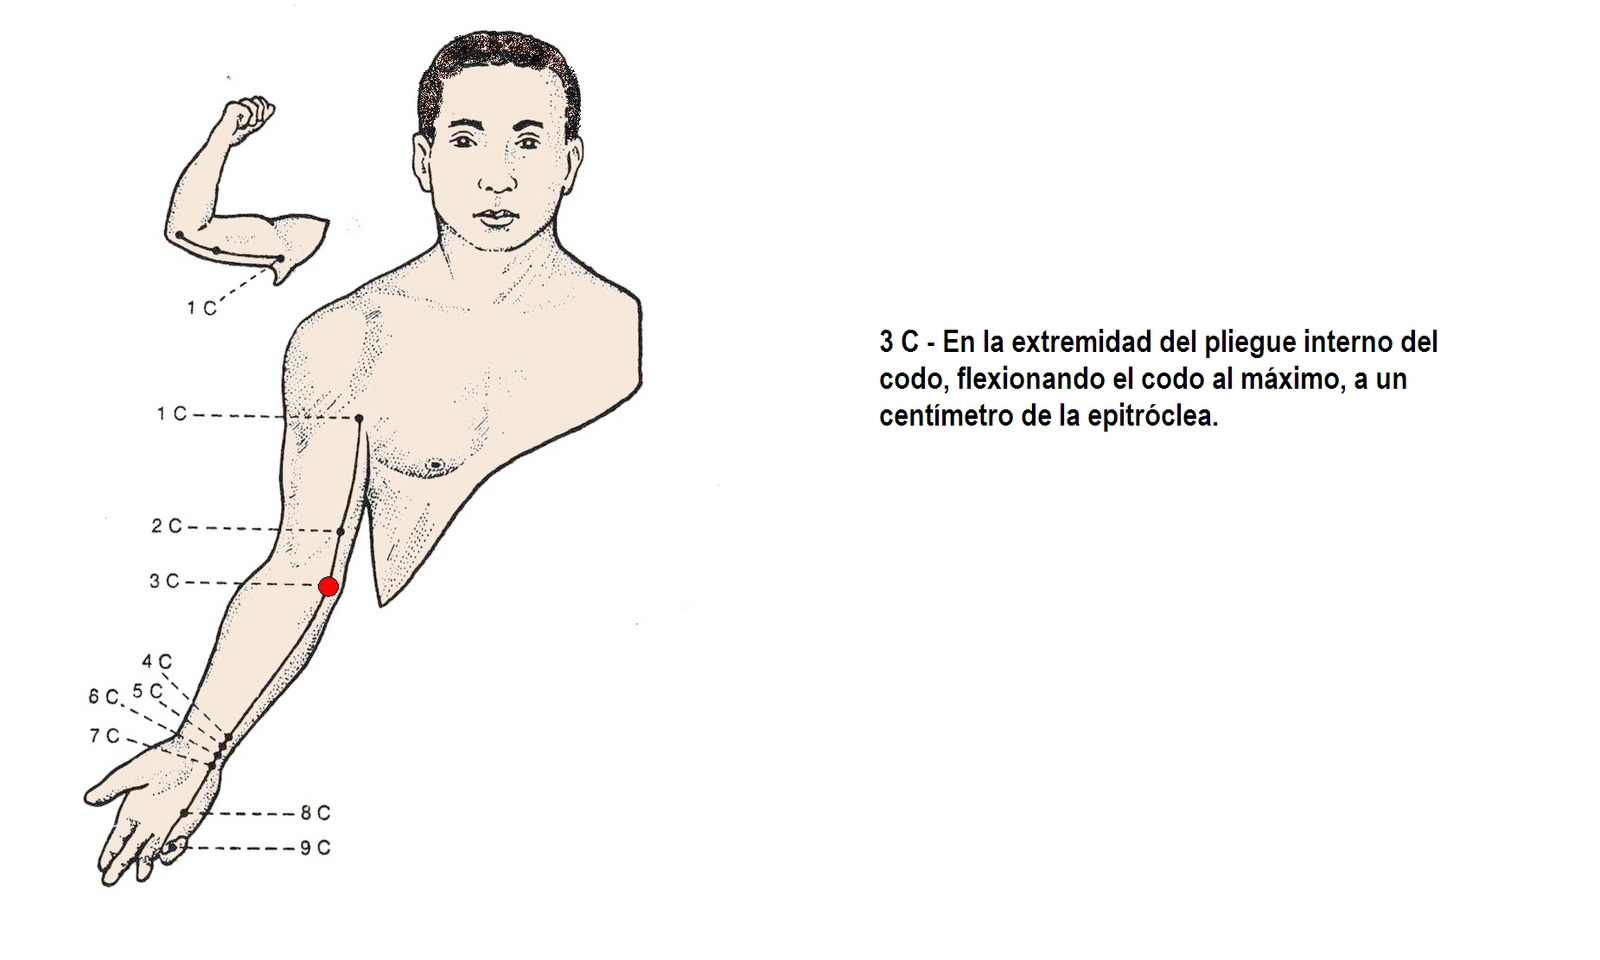 1 C
1 C
2 C
3 C
4 C
5 C
6 C
7 C
8 C
9 C
3 C - En la extremidad del pliegue interno del
codo, flexionando el codo al máximo, a un
centímetro de la epitróclea.